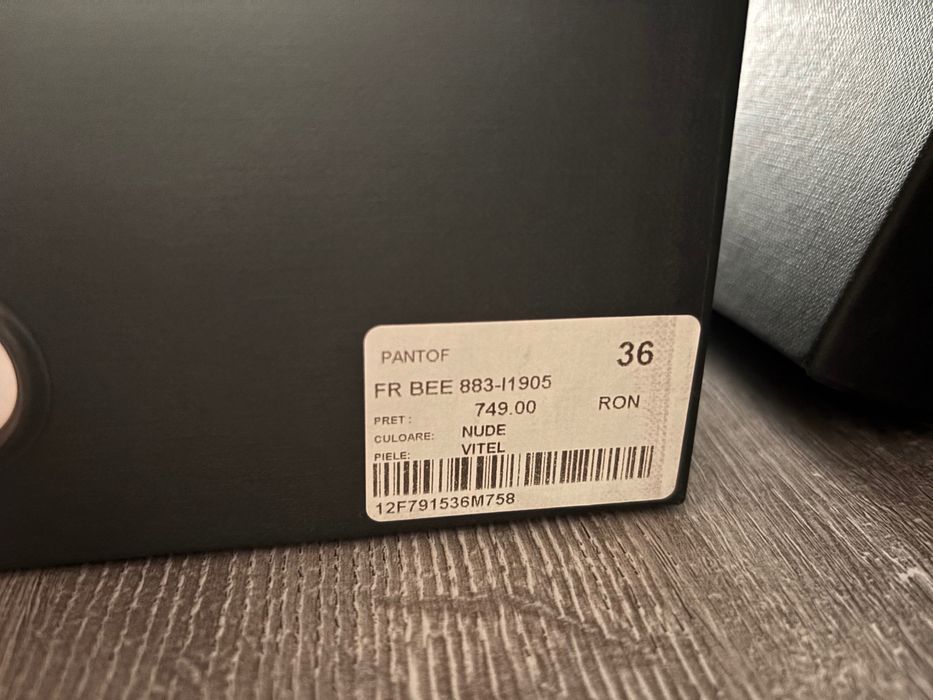 PANTOF 36
FR BEE 883-I1905
PRET : 749.00 RON
CULOARE: NUDE
PIELE: VITEL
12F791536M758